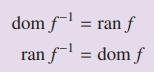 dom f⁻¹ = ran f
ran f⁻¹ = dom f